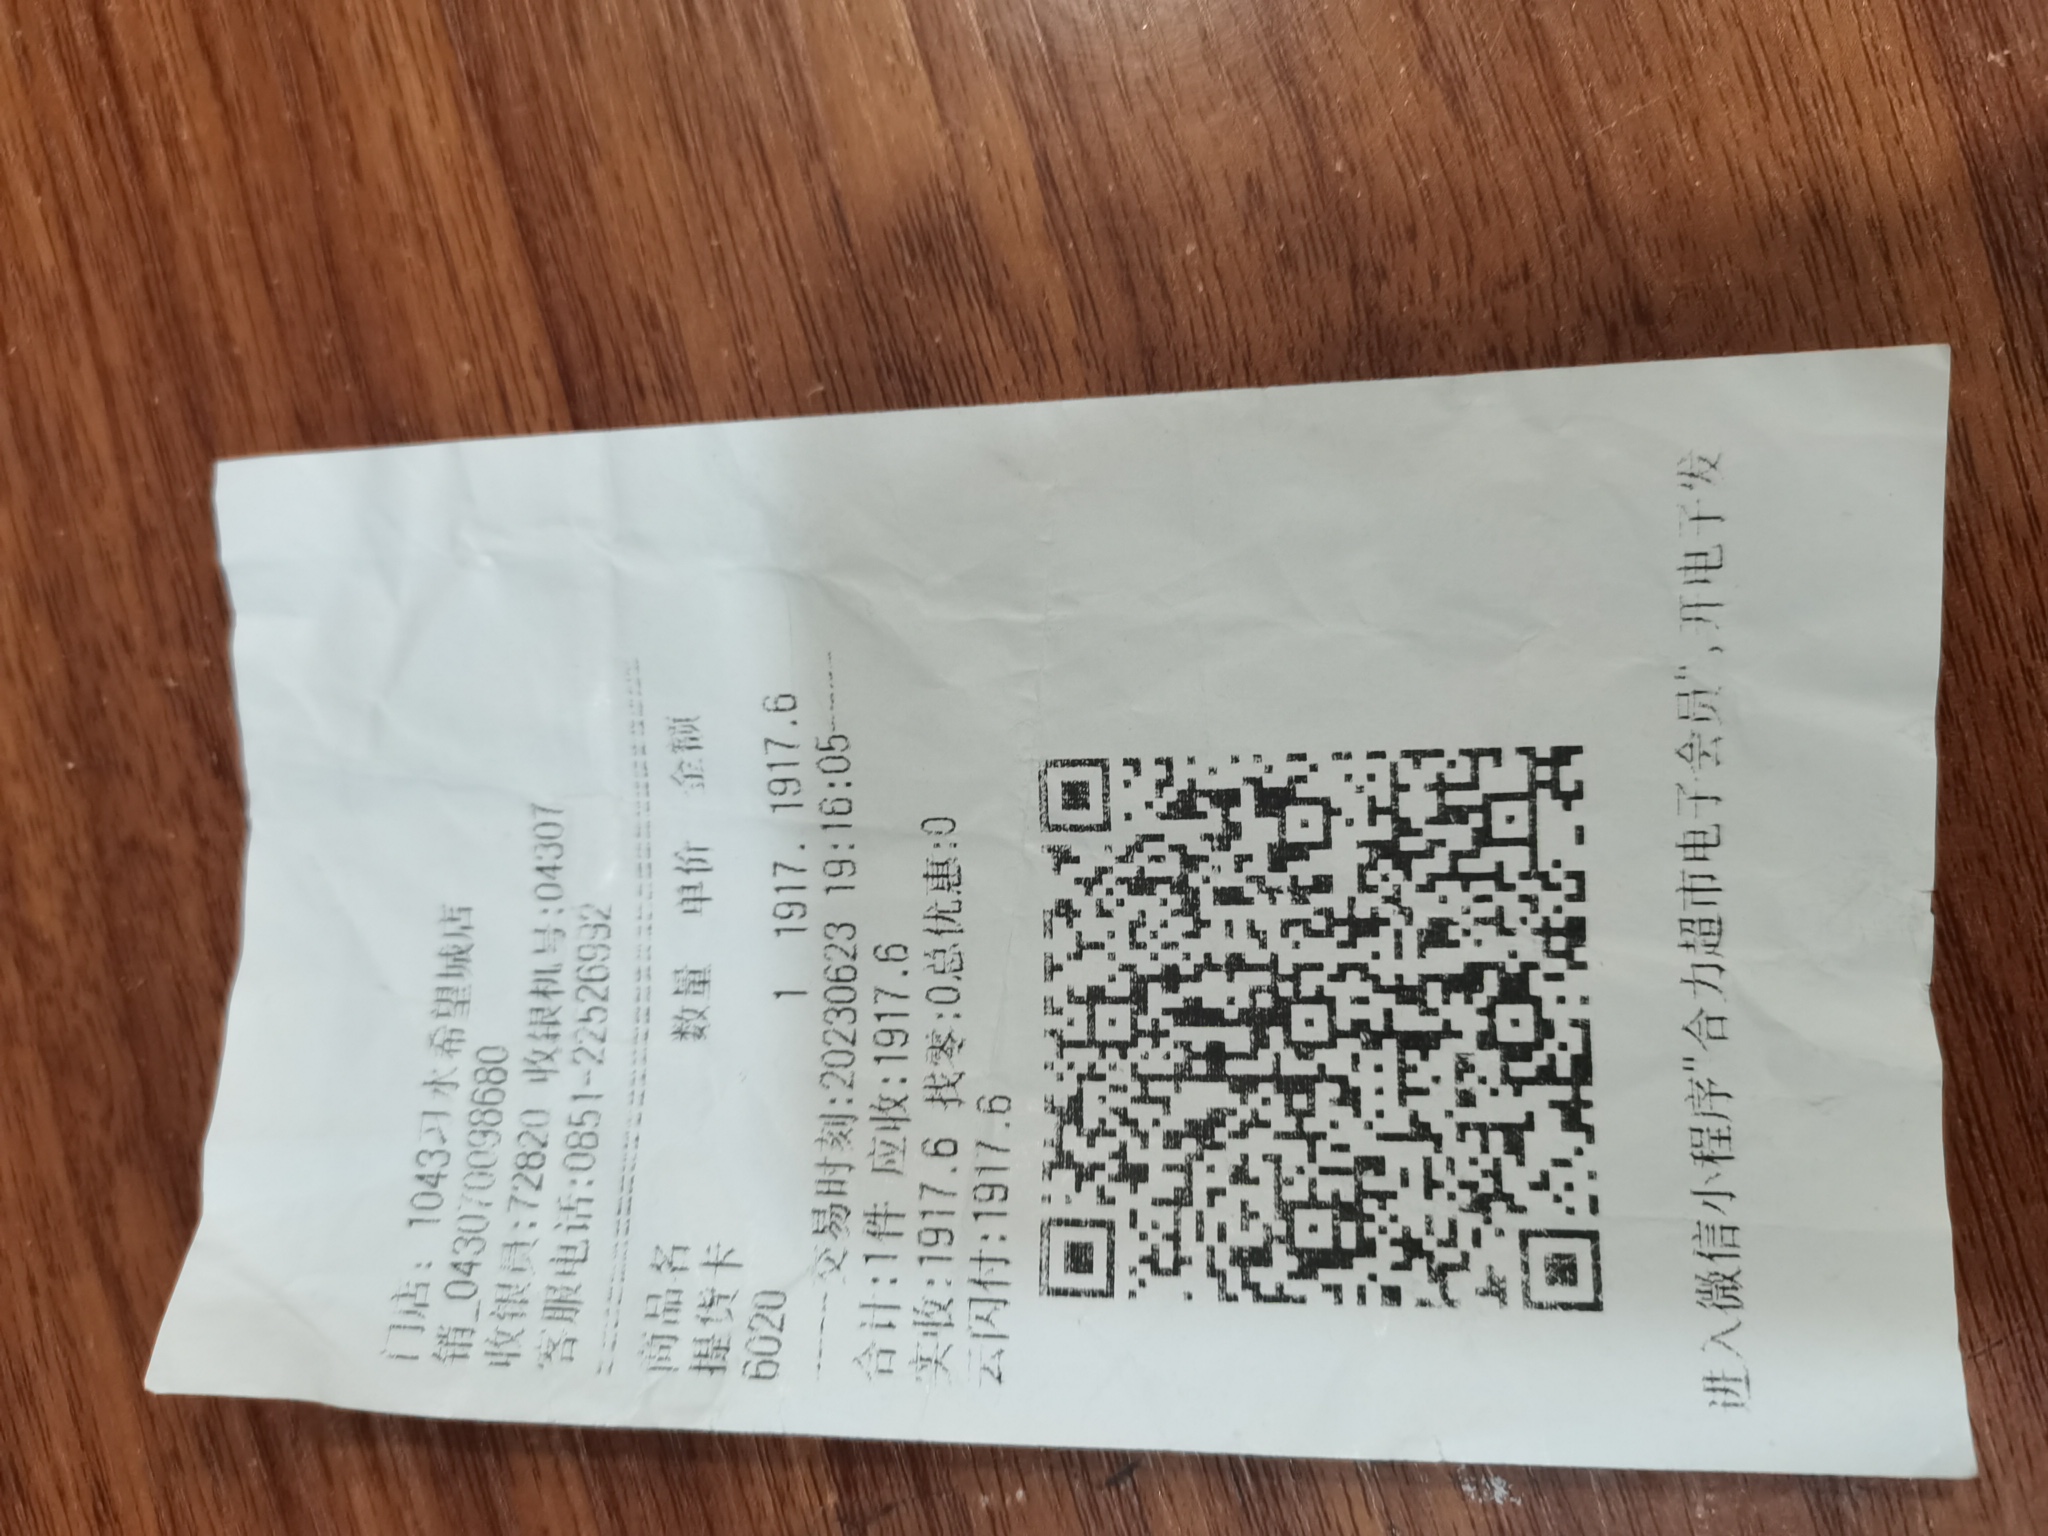 门店: 1043习水希望城店
销_0430700986​80
收银员:72820 收银机号:04307
客服电话:0851-22526992
商品名 数量 单价 金额
提货卡
6020 1 1917. 1917.6
交易时刻:20230623 19:16:05
合计:1件 应收:1917.6
实收:1917.6 找零:0总优惠:0
云闪付:1917.6
进入微信小程序"合力超市电子会员",开电子发